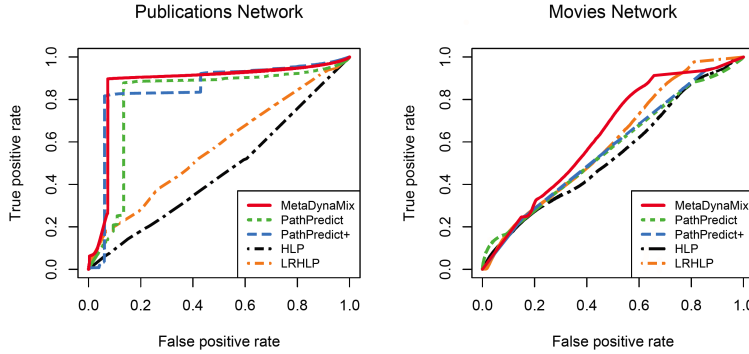 Publications Network
True positive rate
1.0
0.8
0.6
0.4
0.2
0.0
MetaDynaMix
PathPredict
PathPredict+
HLP
LRHLP
0.0 0.2 0.4 0.6 0.8 1.0
False positive rate
Movies Network
True positive rate
1.0
0.8
0.6
0.4
0.2
0.0
MetaDynaMix
PathPredict
PathPredict+
HLP
LRHLP
0.0 0.2 0.4 0.6 0.8 1.0
False positive rate